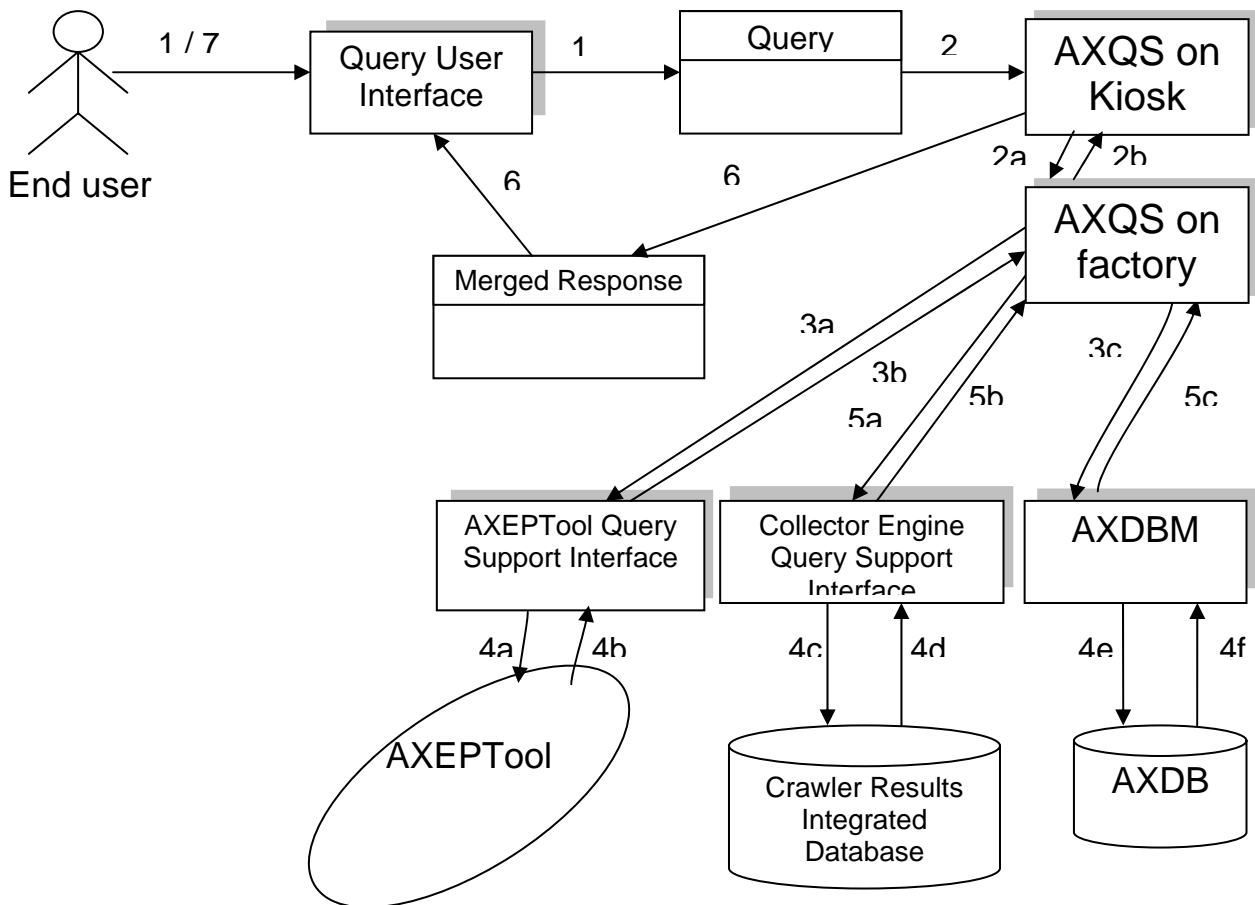 1 / 7
Query User
Interface
1
Query
2
AXQS on
Kiosk
End user
6
6
2a
2b
AXQS on
factory
Merged Response
3a
3b
5a
5b
3c
5c
AXEPTool Query
Support Interface
Collector Engine
Query Support
Interface
AXDBM
4a
4b
4c
4d
4e
4f
AXEPTool
Crawler Results
Integrated
Database
AXDB